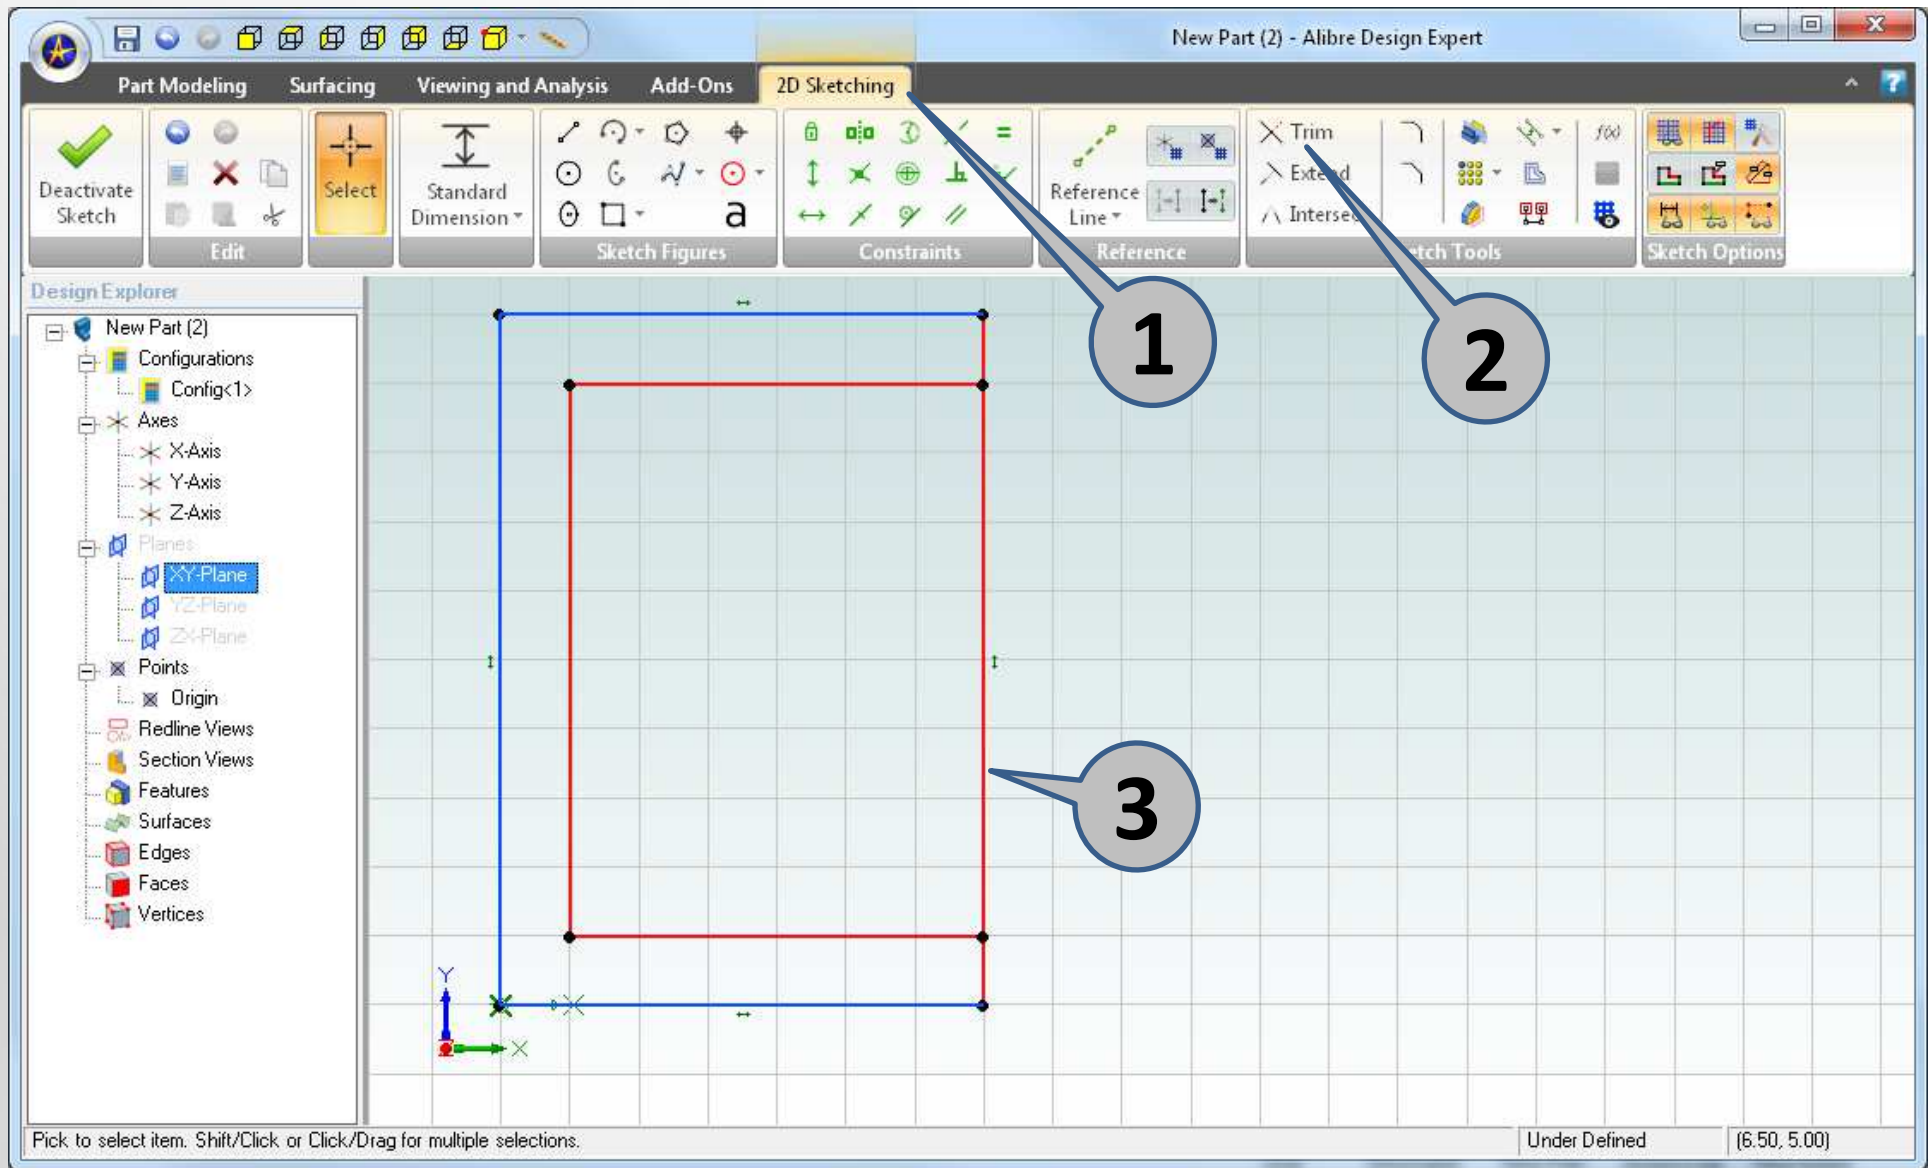 New Part (2) - Alibre Design Expert
Part Modeling
Surfacing
Viewing and Analysis
Add-Ons
2D Sketching
Deactivate
Sketch
Edit
Select
Standard
Dimension
a
Sketch Figures
Constraints
Reference
Line
Reference
Trim
Extend
Intersec
f(x)
tch Tools
Sketch Options
Design Explorer
New Part (2)
Configurations
Config<1>
Axes
X-Axis
Y-Axis
Z-Axis
Planes
XY-Plane
YZ-Plane
ZX-Plane
Points
Origin
Redline Views
Section Views
Features
Surfaces
Edges
Faces
Vertices
1
2
3
Y
X
Pick to select item. Shift/Click or Click/Drag for multiple selections.
Under Defined
(6.50, 5.00)